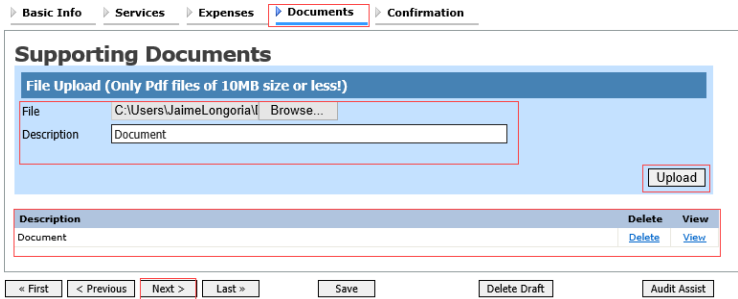 Basic Info Services Expenses Documents Confirmation
Supporting Documents
File Upload (Only Pdf files of 10MB size or less!)
File C:\Users\JaimeLongoria\ Browse...
Description Document
Upload
Description Delete View
Document Delete View
« First < Previous Next > Last » Save Delete Draft Audit Assist